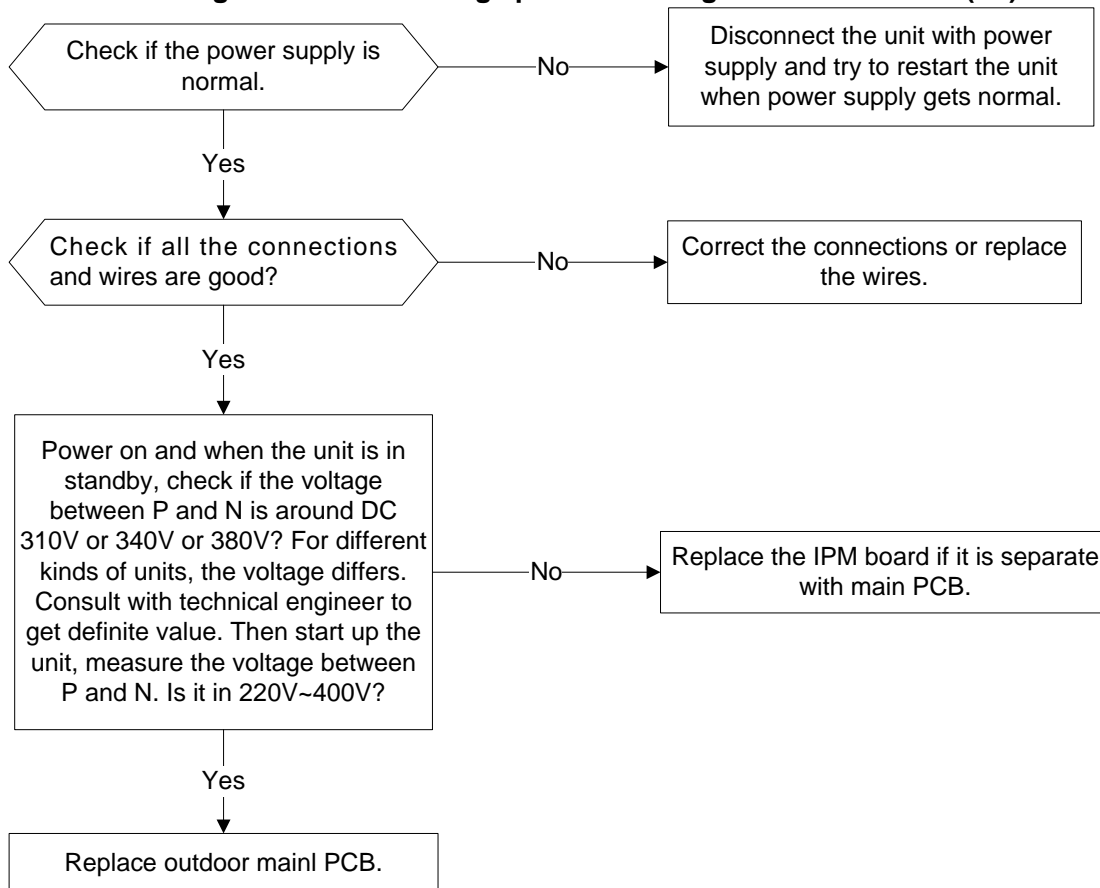 Check if the power supply is
normal.
No
Disconnect the unit with power
supply and try to restart the unit
when power supply gets normal.
Yes
Check if all the connections
and wires are good?
No
Correct the connections or replace
the wires.
Yes
Power on and when the unit is in
standby, check if the voltage
between P and N is around DC
310V or 340V or 380V? For different
kinds of units, the voltage differs.
Consult with technical engineer to
get definite value. Then start up the
unit, measure the voltage between
P and N. Is it in 220V~400V?
No
Replace the IPM board if it is separate
with main PCB.
Yes
Replace outdoor mainl PCB.